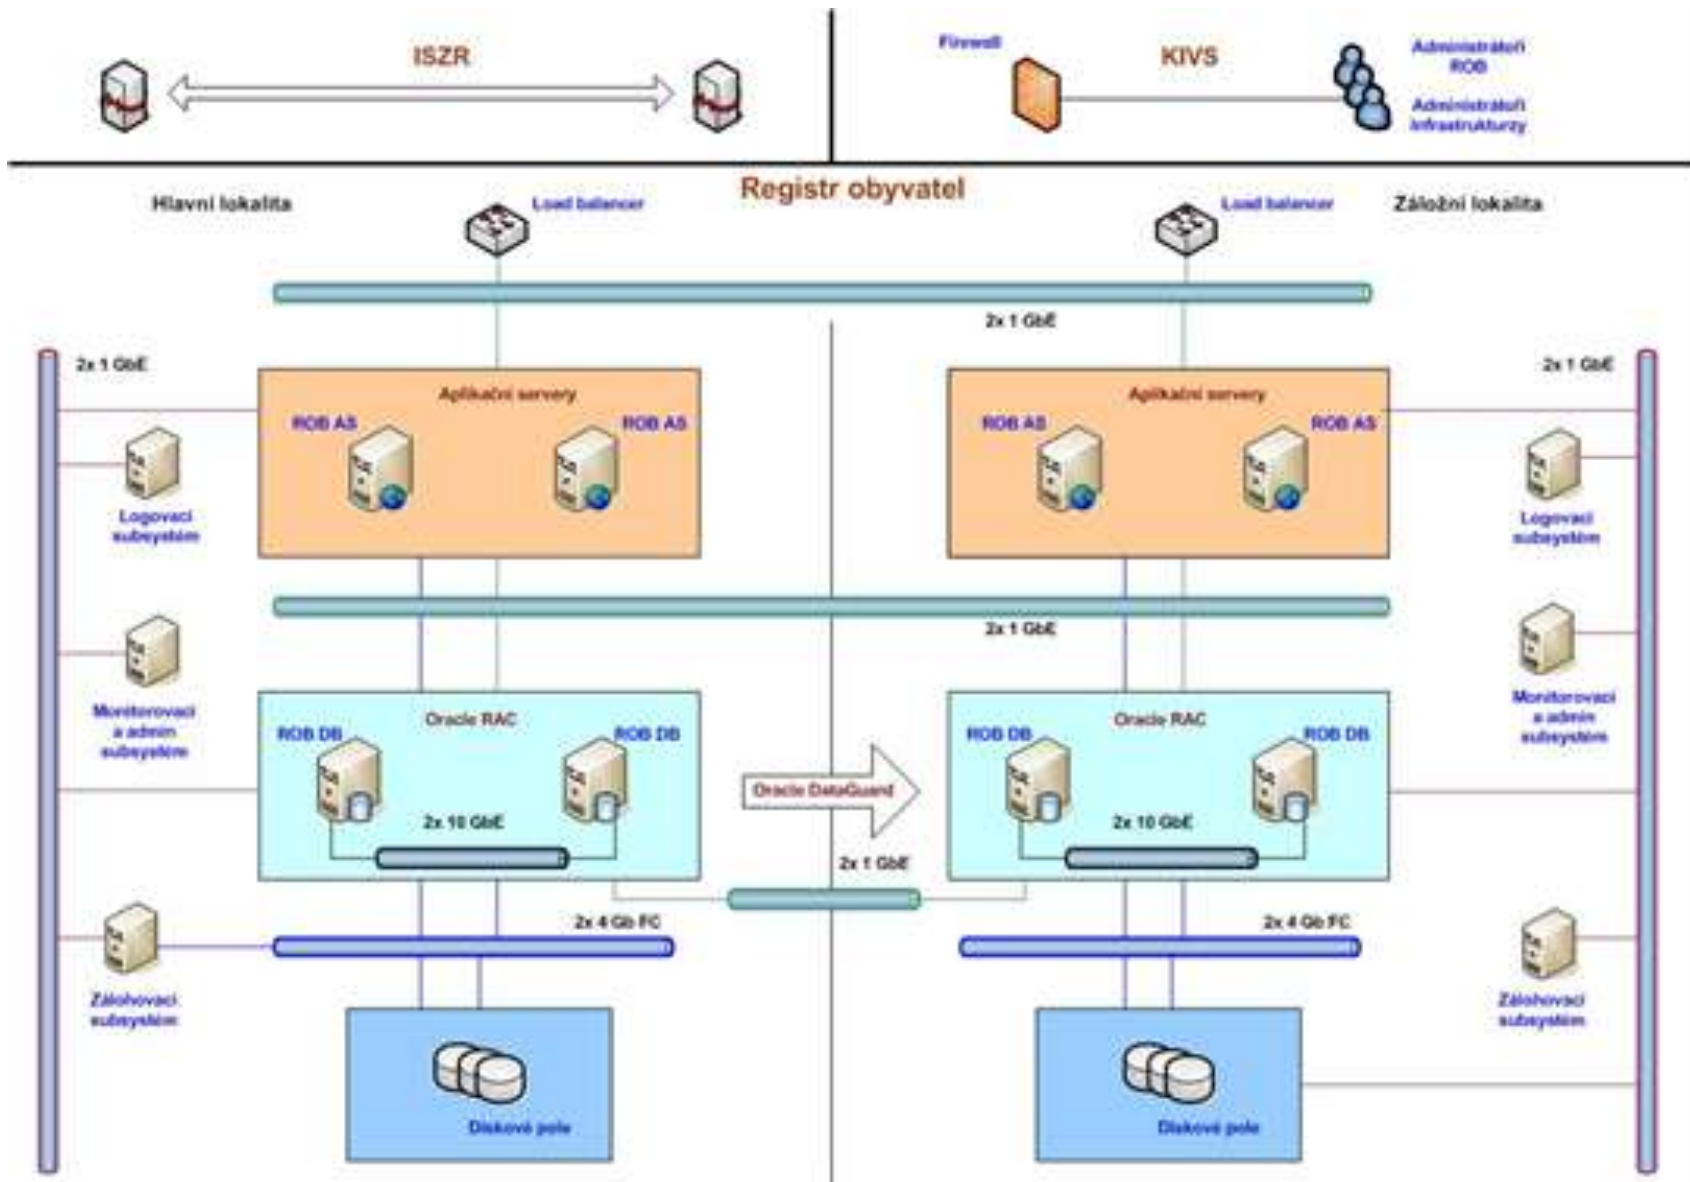 ISZR
Firewall
KIVS
Administrátoři
ROB
Administrátoři
Infrastrukturzy
Registr obyvatel
Hlavní lokalita
Load balancer
Load balancer
Záložní lokalita
2x 1 GbE
2x 1 GbE
2x 1 GbE
Aplikační servery
Aplikační servery
ROB AS
ROB AS
ROB AS
ROB AS
Logovací
subsystém
Logovací
subsystém
2x 1 GbE
Monitorovací
a admin
subsystém
Oracle RAC
ROB DB
ROB DB
2x 10 GbE
Oracle DataGuard
Oracle RAC
ROB DB
ROB DB
2x 10 GbE
Monitorovací
a admin
subsystém
2x 1 GbE
2x 4 Gb FC
2x 4 Gb FC
Zálohovací
subsystém
Zálohovací
subsystém
Diskové pole
Diskové pole